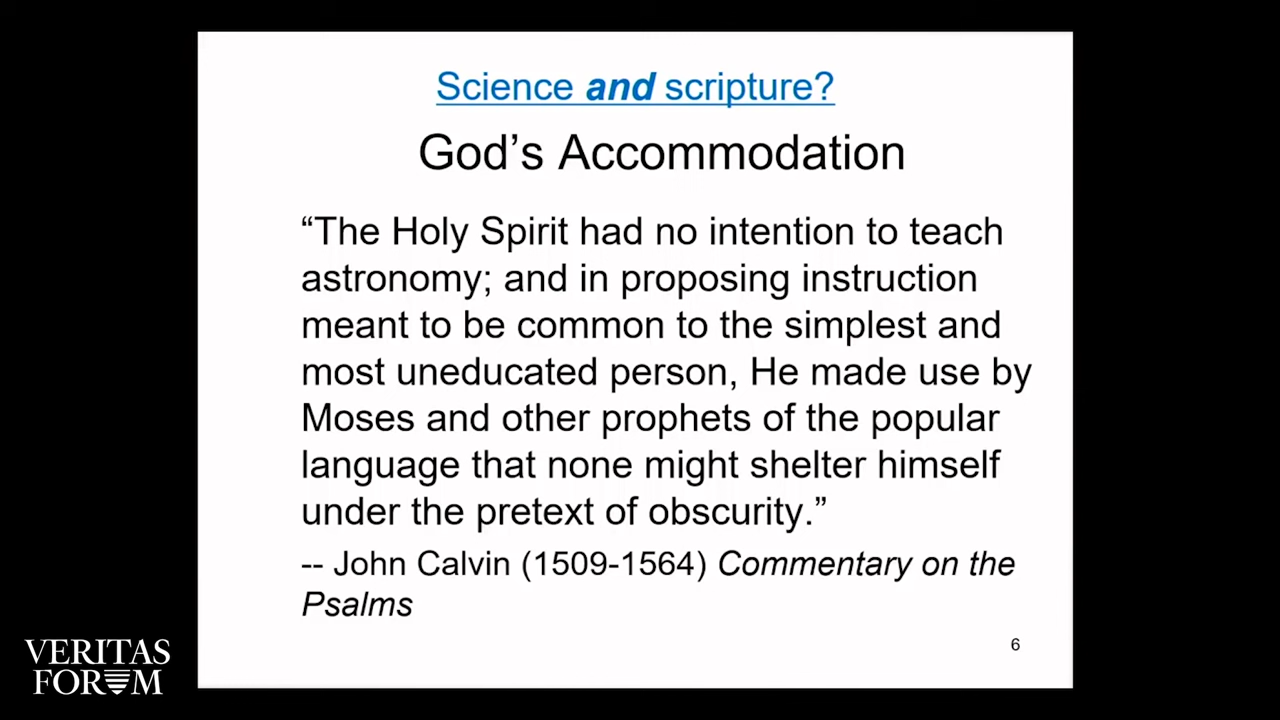 Science and scripture?
God’s Accommodation
“The Holy Spirit had no intention to teach
astronomy; and in proposing instruction
meant to be common to the simplest and
most uneducated person, He made use by
Moses and other prophets of the popular
language that none might shelter himself
under the pretext of obscurity.”
-- John Calvin (1509-1564) Commentary on the
Psalms
6
VERITAS
FORUM